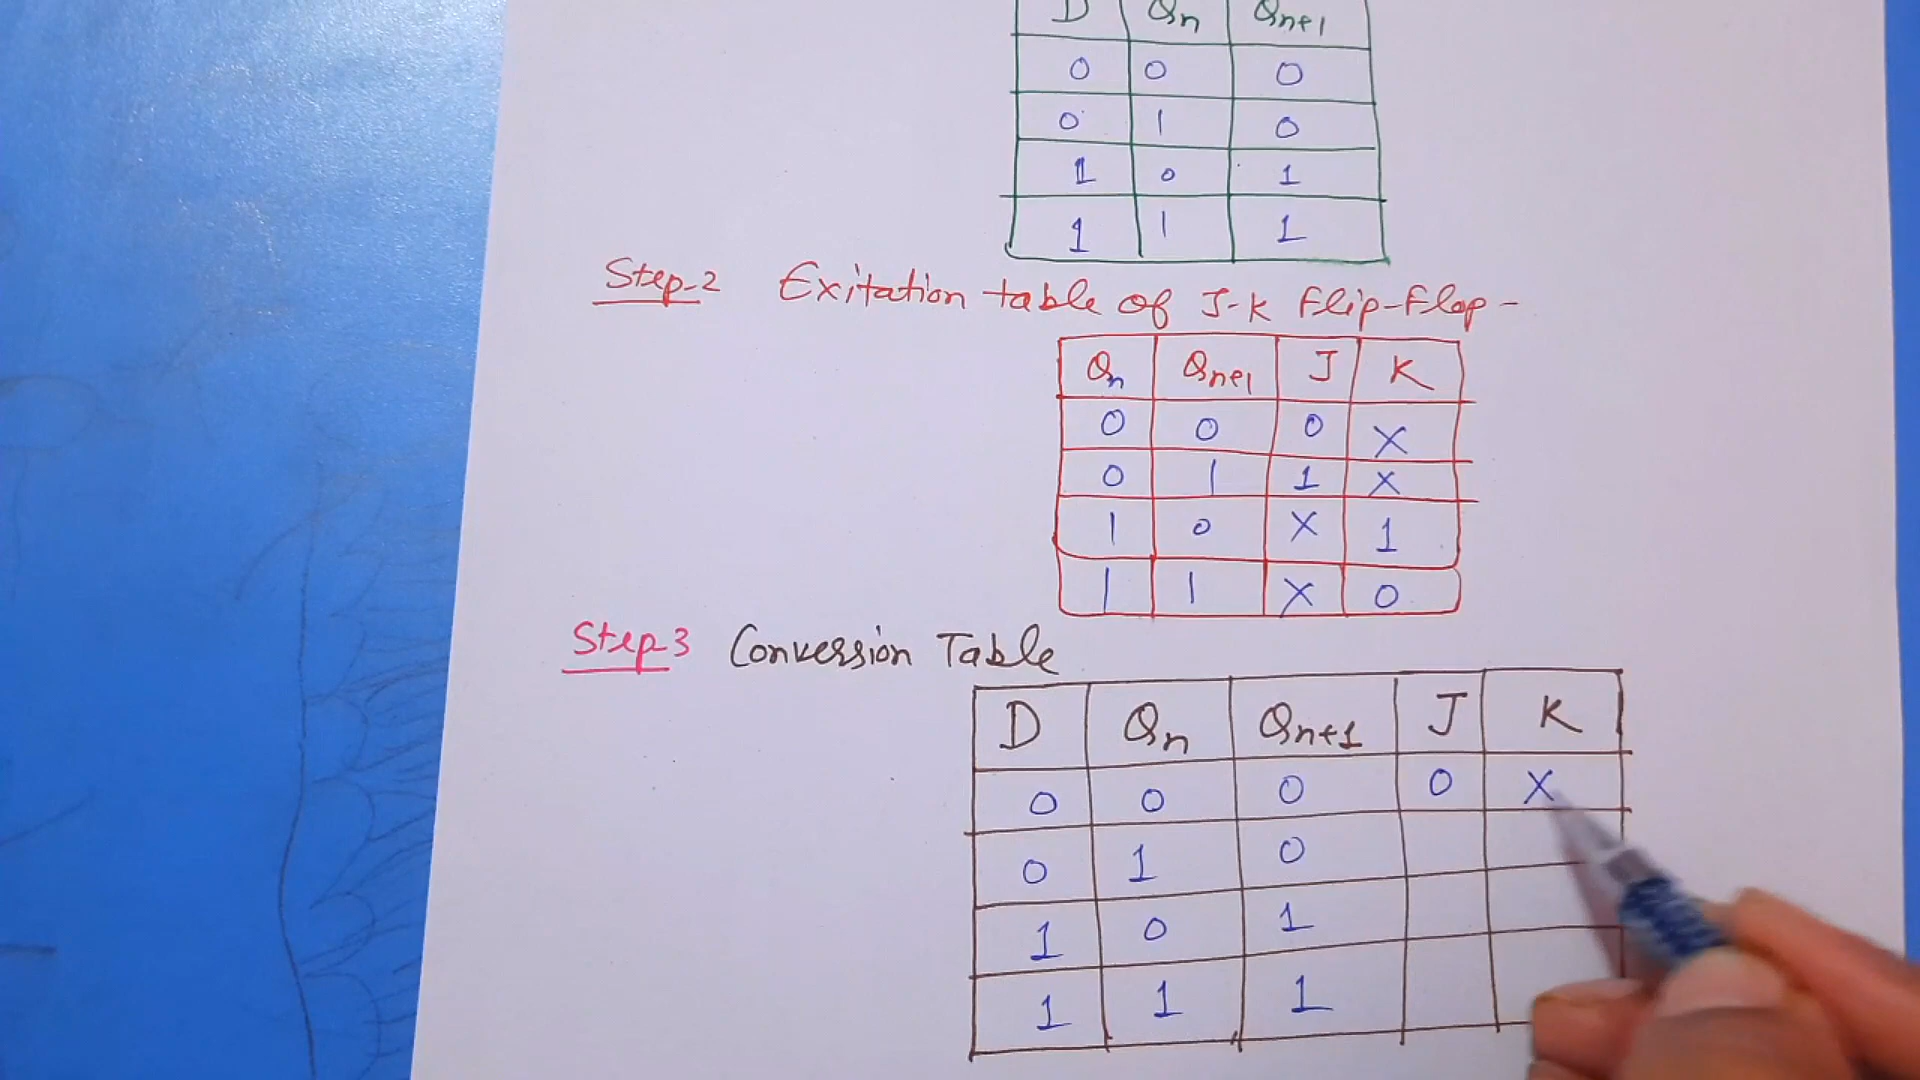 D Qn Qn+1
0 0 0
0 1 0
1 0 1
1 1 1
Step-2 Exitation table of J-K Flip-Flop-
Qn Qn+1 J K
0 0 0 X
0 1 1 X
1 0 X 1
1 1 X 0
Step-3 Conversion Table
D Qn Qn+1 J K
0 0 0 0 X
0 1 0
1 0 1
1 1 1